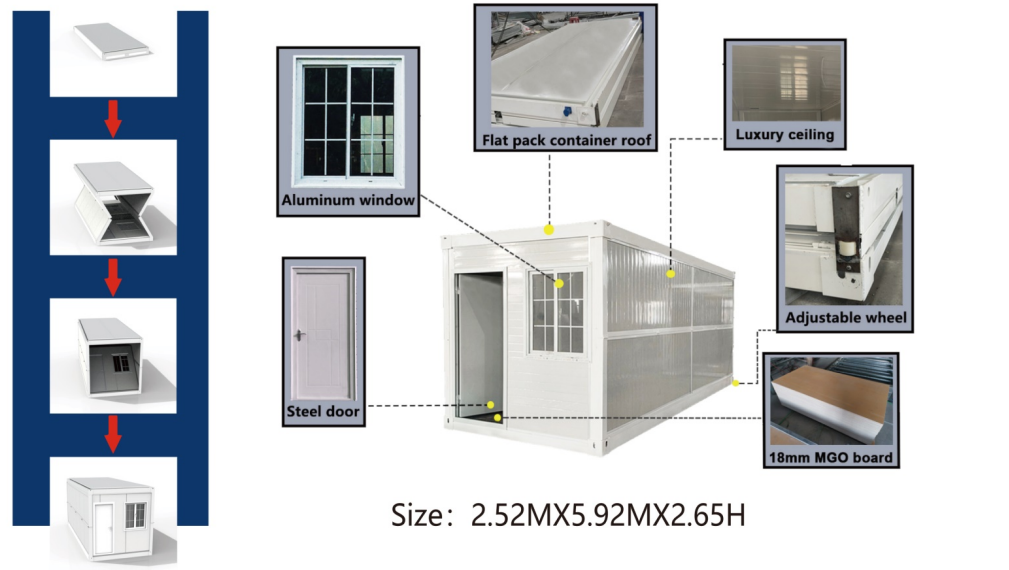 Flat pack container roof
Luxury ceiling
Aluminum window
Adjustable wheel
Steel door
18mm MGO board
Size：2.52MX5.92MX2.65H